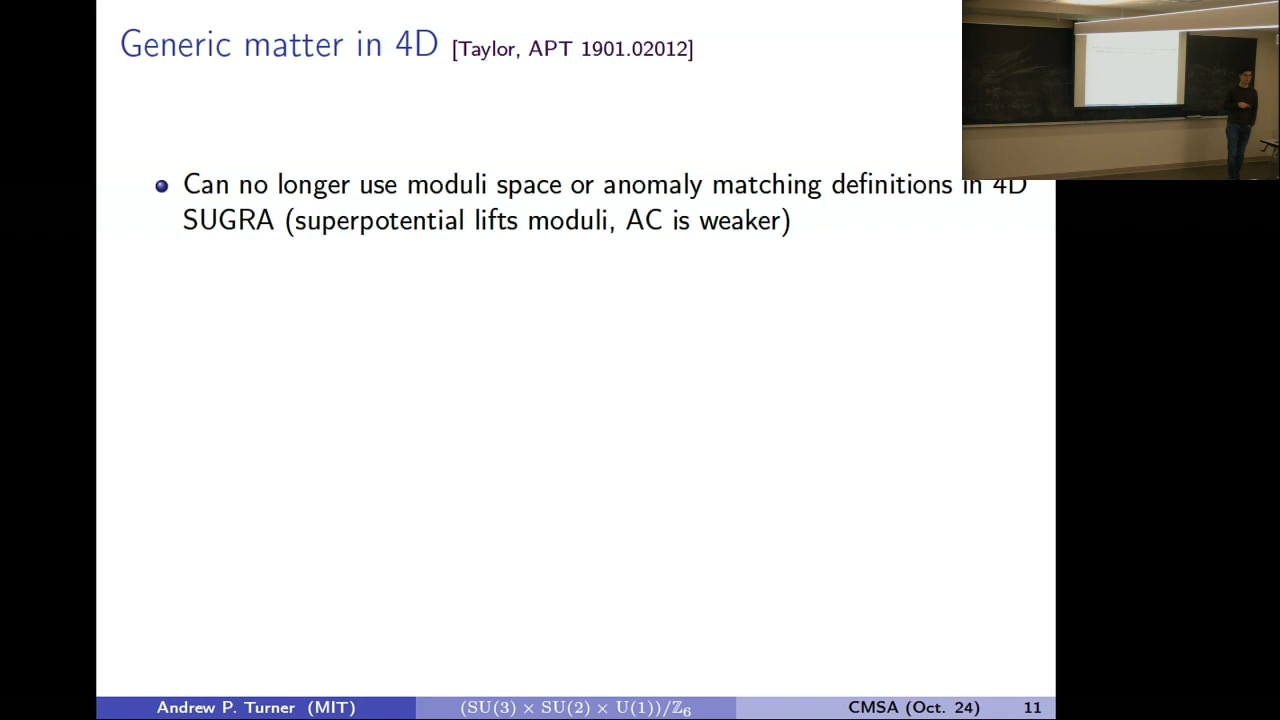 Generic matter in 4D [Taylor, APT 1901.02012]
Can no longer use moduli space or anomaly matching definitions in 4D
SUGRA (superpotential lifts moduli, AC is weaker)
Andrew P. Turner (MIT) (SU(3) × SU(2) × U(1))/ℤ₆ CMSA (Oct. 24) 11